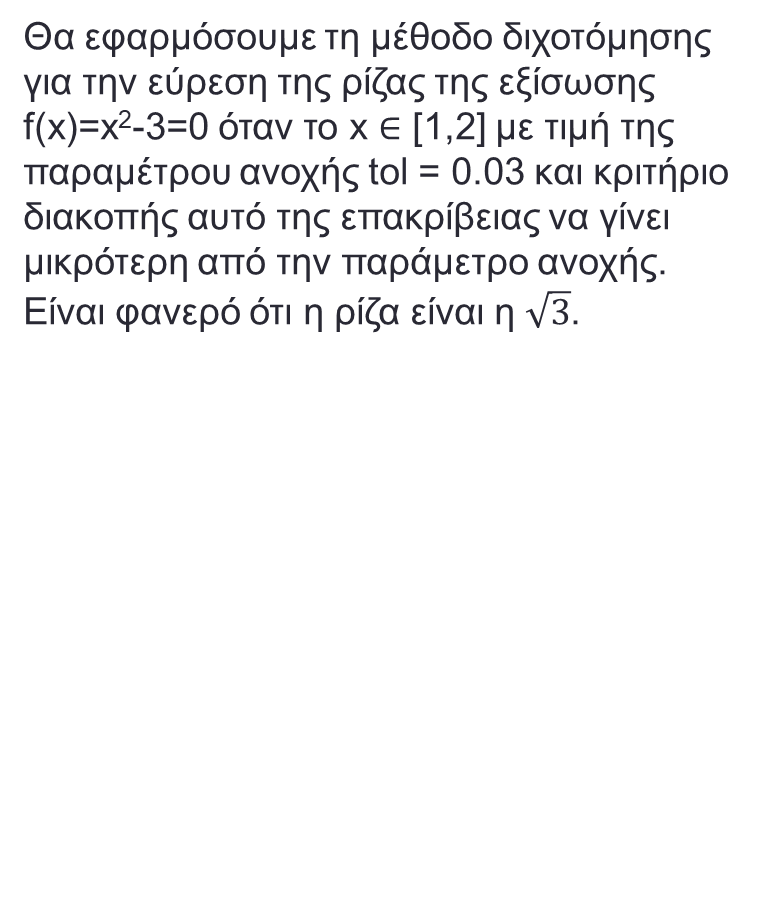 Θα εφαρμόσουμε τη μέθοδο διχοτόμησης
για την εύρεση της ρίζας της εξίσωσης
f(x)=x²-3=0 όταν το x ∈ [1,2] με τιμή της
παραμέτρου ανοχής tol = 0.03 και κριτήριο
διακοπής αυτό της επακρίβειας να γίνει
μικρότερη από την παράμετρο ανοχής.
Είναι φανερό ότι η ρίζα είναι η √3.